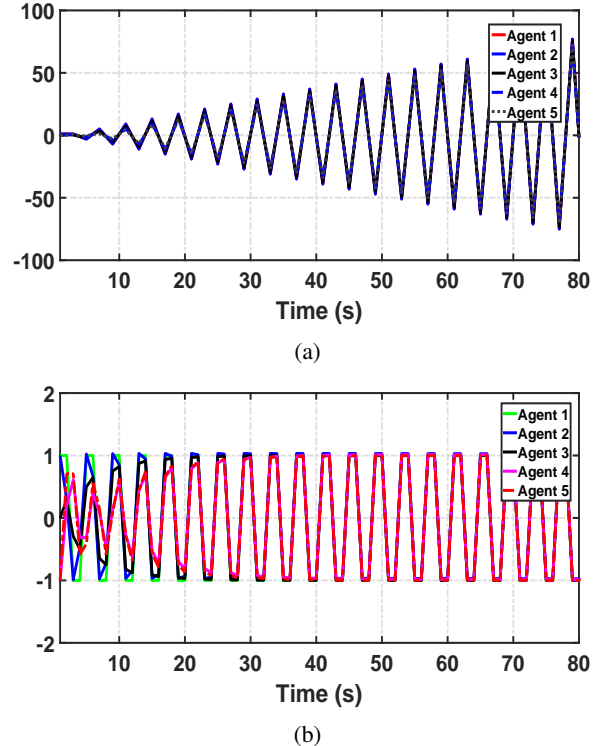 100
50
0
-50
-100
Agent 1
Agent 2
Agent 3
Agent 4
Agent 5
10 20 30 40 50 60 70 80
Time (s)
(a)
2
1
0
-1
-2
Agent 1
Agent 2
Agent 3
Agent 4
Agent 5
10 20 30 40 50 60 70 80
Time (s)
(b)